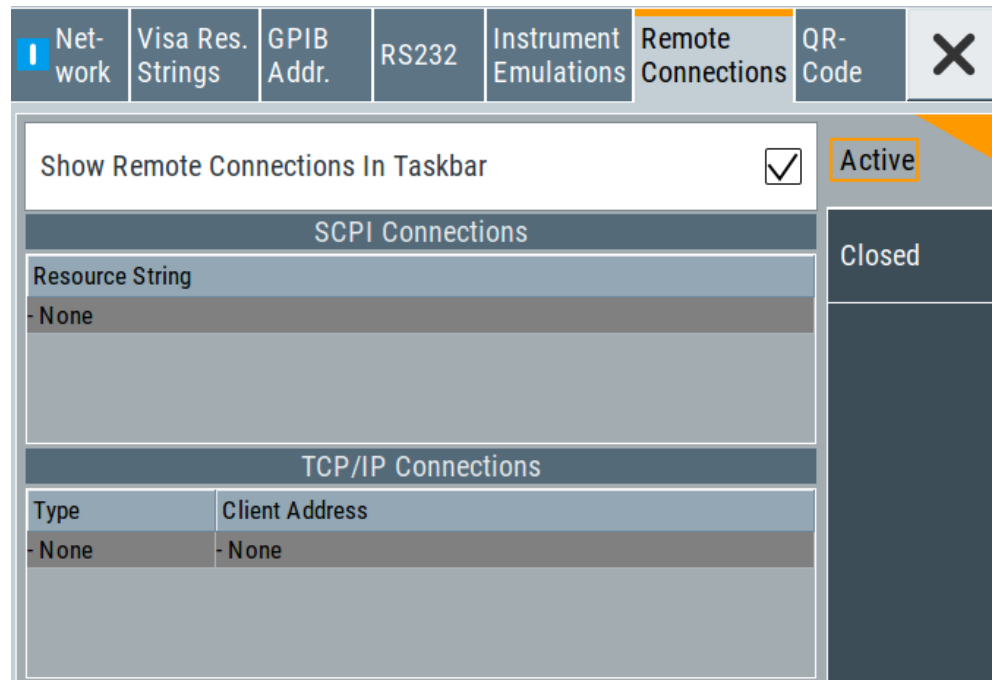 Net-
work
Visa Res.
Strings
GPIB
Addr.
RS232
Instrument
Emulations
Remote
Connections
QR-
Code
Show Remote Connections In Taskbar
Active
Closed
SCPI Connections
Resource String
- None
TCP/IP Connections
Type Client Address
- None - None